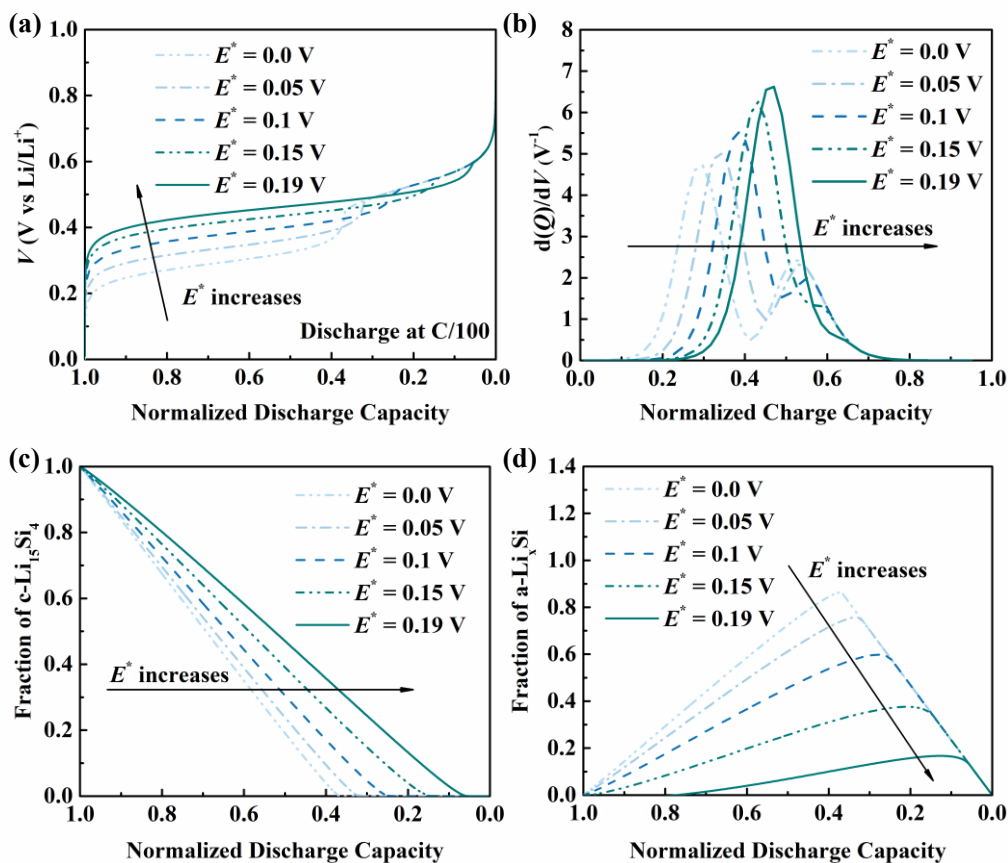 (a)
1.0
0.8
0.6
0.4
0.2
0.0
V (V vs Li/Li⁺)
E* = 0.0 V
E* = 0.05 V
E* = 0.1 V
E* = 0.15 V
E* = 0.19 V
E* increases
Discharge at C/100
1.0 0.8 0.6 0.4 0.2 0.0
Normalized Discharge Capacity
(b)
8
7
6
5
4
3
2
1
0
d(Q)/dV (V⁻¹)
E* = 0.0 V
E* = 0.05 V
E* = 0.1 V
E* = 0.15 V
E* = 0.19 V
E* increases
0.0 0.2 0.4 0.6 0.8 1.0
Normalized Charge Capacity
(c)
1.0
0.8
0.6
0.4
0.2
0.0
Fraction of c-Li₁₅Si₄
E* = 0.0 V
E* = 0.05 V
E* = 0.1 V
E* = 0.15 V
E* = 0.19 V
E* increases
1.0 0.8 0.6 0.4 0.2 0.0
Normalized Discharge Capacity
(d)
1.4
1.2
1.0
0.8
0.6
0.4
0.2
0.0
Fraction of a-LiₓSi
E* = 0.0 V
E* = 0.05 V
E* = 0.1 V
E* = 0.15 V
E* = 0.19 V
E* increases
1.0 0.8 0.6 0.4 0.2 0.0
Normalized Discharge Capacity